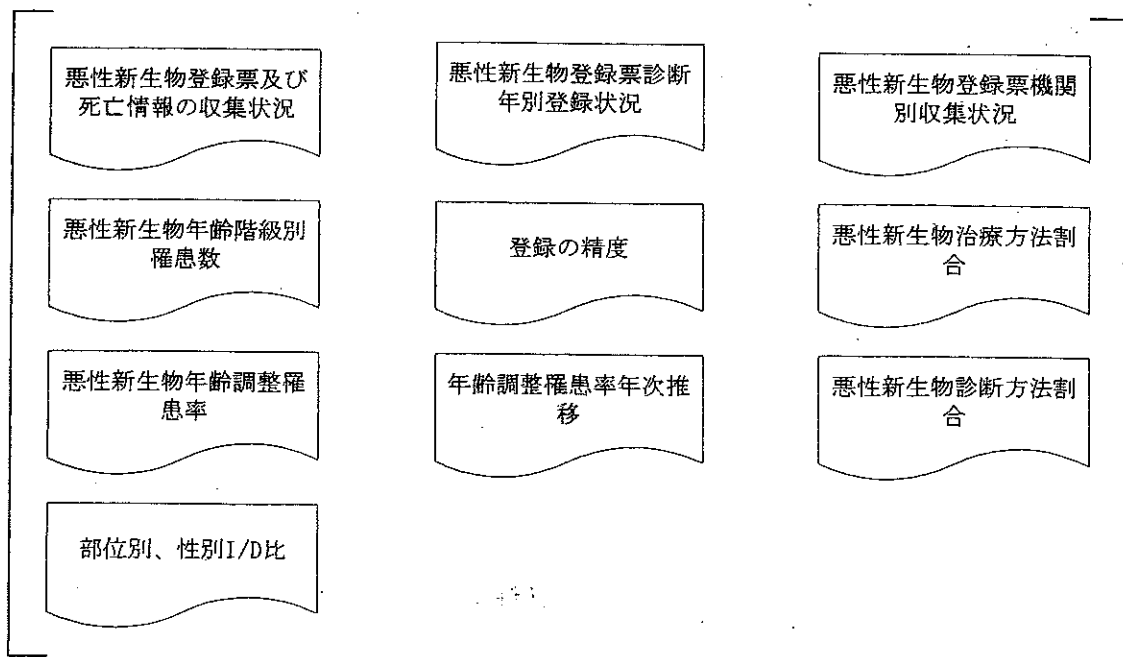 悪性新生物登録票及び
死亡情報の収集状況
悪性新生物登録票診断
年別登録状況
悪性新生物登録票機関
別収集状況
悪性新生物年齢階級別
罹患数
登録の精度
悪性新生物治療方法割
合
悪性新生物年齢調整罹
患率
年齢調整罹患率年次推
移
悪性新生物診断方法割
合
部位別、性別I/D比